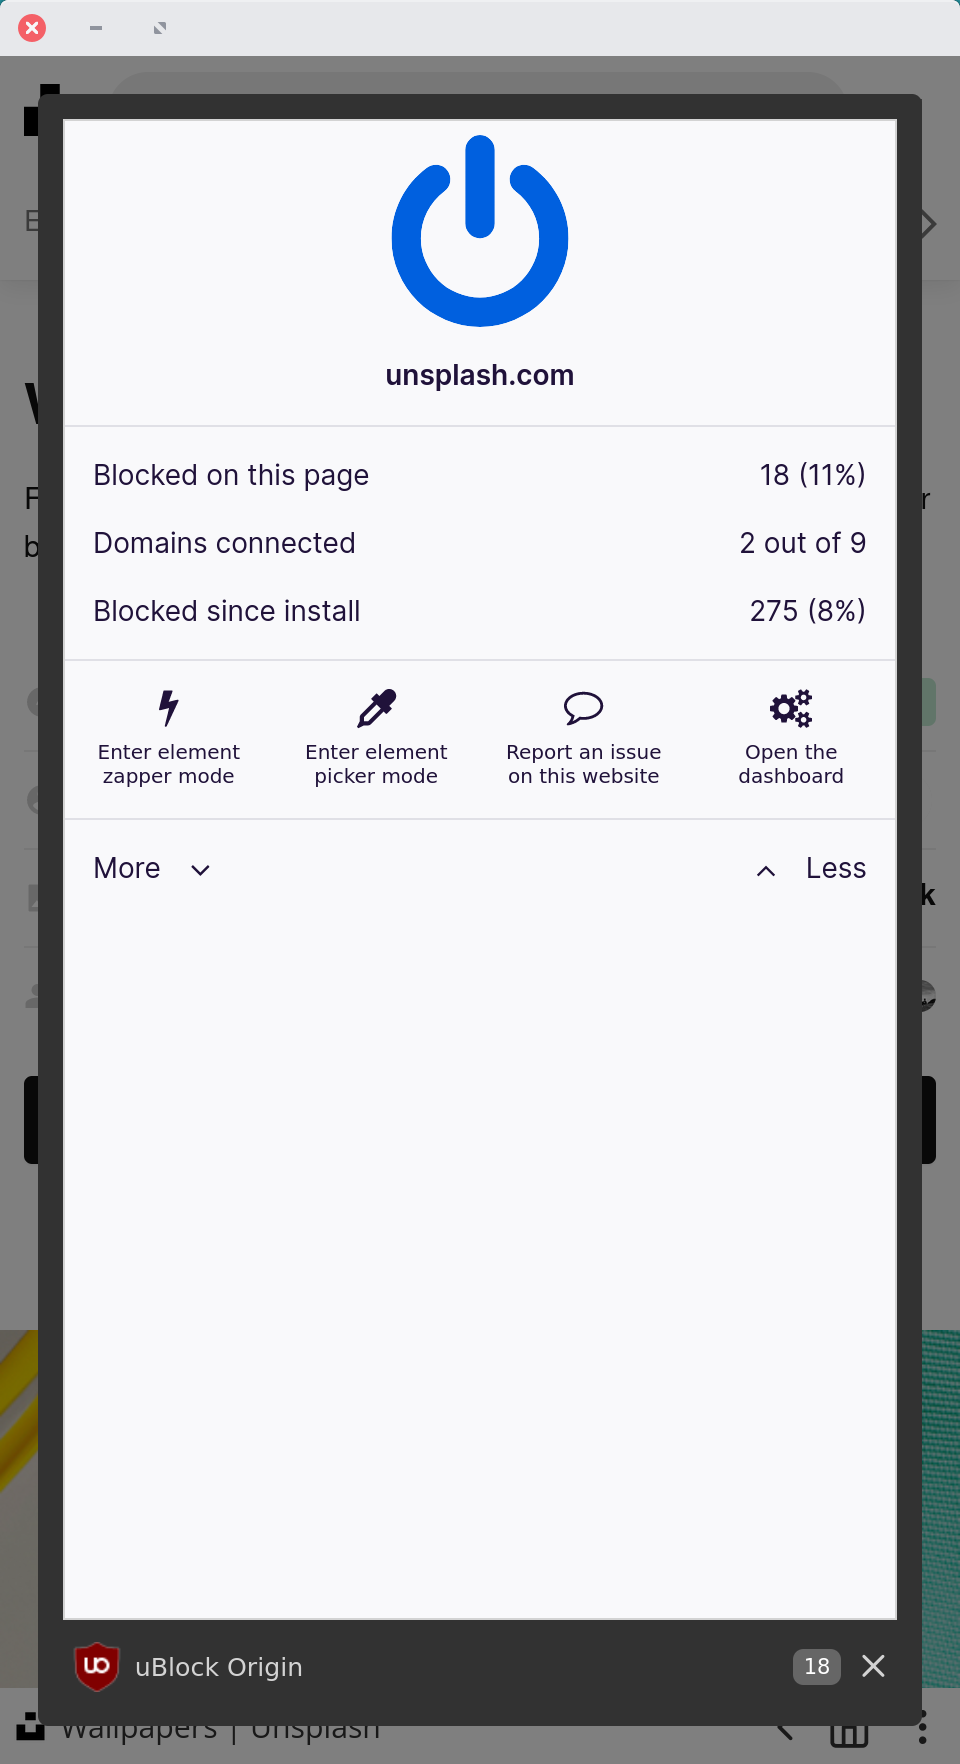 unsplash.com
Blocked on this page 18 (11%)
Domains connected 2 out of 9
Blocked since install 275 (8%)
Enter element
zapper mode
Enter element
picker mode
Report an issue
on this website
Open the
dashboard
More Less
uBlock Origin 18
Wallpapers | Unsplash